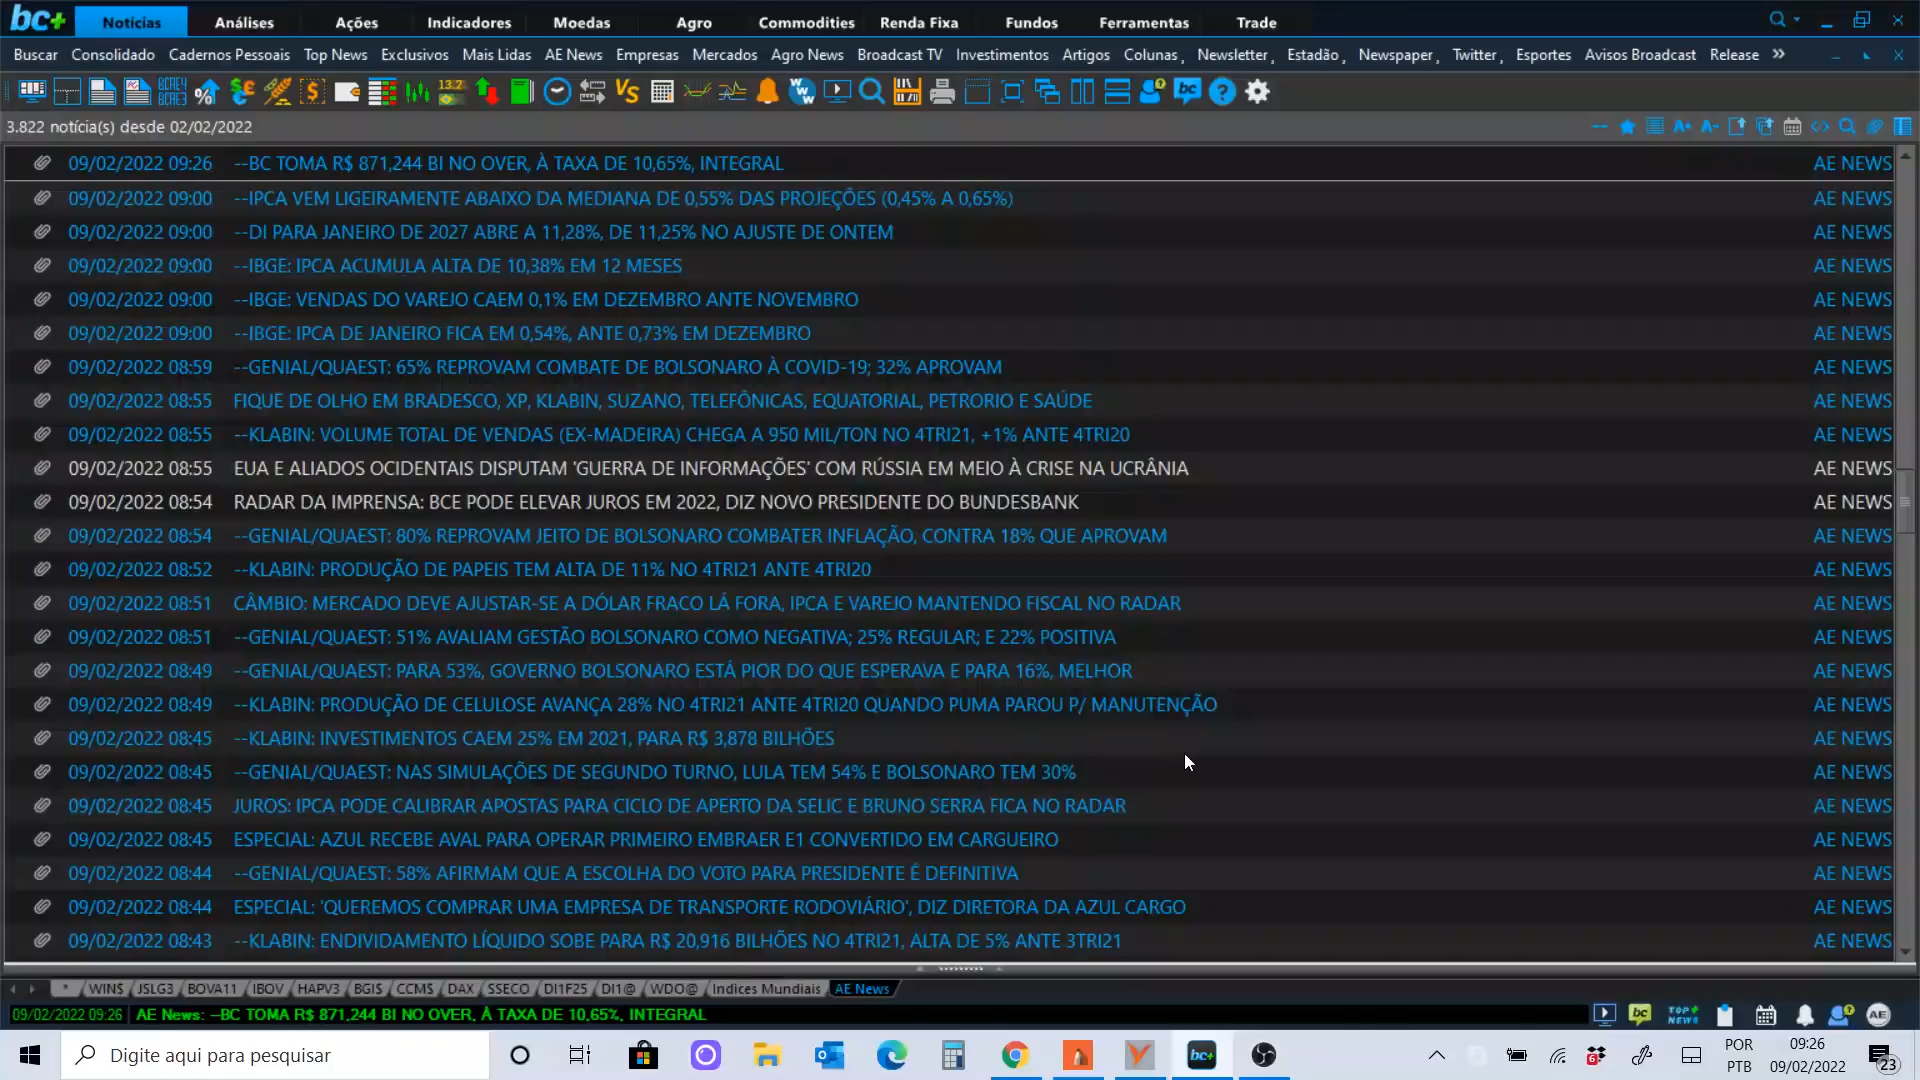 bc+ Notícias Análises Ações Indicadores Moedas Agro Commodities Renda Fixa Fundos Ferramentas Trade
Buscar Consolidado Cadernos Pessoais Top News Exclusivos Mais Lidas AE News Empresas Mercados Agro News Broadcast TV Investimentos Artigos Colunas Newsletter Estadão Newspaper Twitter Esportes Avisos Broadcast Release »
3.822 notícia(s) desde 02/02/2022
09/02/2022 09:26 --BC TOMA R$ 871,244 BI NO OVER, À TAXA DE 10,65%, INTEGRAL AE NEWS
09/02/2022 09:00 --IPCA VEM LIGEIRAMENTE ABAIXO DA MEDIANA DE 0,55% DAS PROJEÇÕES (0,45% A 0,65%) AE NEWS
09/02/2022 09:00 --DI PARA JANEIRO DE 2027 ABRE A 11,28%, DE 11,25% NO AJUSTE DE ONTEM AE NEWS
09/02/2022 09:00 --IBGE: IPCA ACUMULA ALTA DE 10,38% EM 12 MESES AE NEWS
09/02/2022 09:00 --IBGE: VENDAS DO VAREJO CAEM 0,1% EM DEZEMBRO ANTE NOVEMBRO AE NEWS
09/02/2022 09:00 --IBGE: IPCA DE JANEIRO FICA EM 0,54%, ANTE 0,73% EM DEZEMBRO AE NEWS
09/02/2022 08:59 --GENIAL/QUAEST: 65% REPROVAM COMBATE DE BOLSONARO À COVID-19; 32% APROVAM AE NEWS
09/02/2022 08:55 FIQUE DE OLHO EM BRADESCO, XP, KLABIN, SUZANO, TELEFÔNICAS, EQUATORIAL, PETRORIO E SAÚDE AE NEWS
09/02/2022 08:55 --KLABIN: VOLUME TOTAL DE VENDAS (EX-MADEIRA) CHEGA A 950 MIL/TON NO 4TRI21, +1% ANTE 4TRI20 AE NEWS
09/02/2022 08:55 EUA E ALIADOS OCIDENTAIS DISPUTAM 'GUERRA DE INFORMAÇÕES' COM RÚSSIA EM MEIO À CRISE NA UCRÂNIA AE NEWS
09/02/2022 08:54 RADAR DA IMPRENSA: BCE PODE ELEVAR JUROS EM 2022, DIZ NOVO PRESIDENTE DO BUNDESBANK AE NEWS
09/02/2022 08:54 --GENIAL/QUAEST: 80% REPROVAM JEITO DE BOLSONARO COMBATER INFLAÇÃO, CONTRA 18% QUE APROVAM AE NEWS
09/02/2022 08:52 --KLABIN: PRODUÇÃO DE PAPEIS TEM ALTA DE 11% NO 4TRI21 ANTE 4TRI20 AE NEWS
09/02/2022 08:51 CÂMBIO: MERCADO DEVE AJUSTAR-SE A DÓLAR FRACO LÁ FORA, IPCA E VAREJO MANTENDO FISCAL NO RADAR AE NEWS
09/02/2022 08:51 --GENIAL/QUAEST: 51% AVALIAM GESTÃO BOLSONARO COMO NEGATIVA; 25% REGULAR; E 22% POSITIVA AE NEWS
09/02/2022 08:49 --GENIAL/QUAEST: PARA 53%, GOVERNO BOLSONARO ESTÁ PIOR DO QUE ESPERAVA E PARA 16%, MELHOR AE NEWS
09/02/2022 08:49 --KLABIN: PRODUÇÃO DE CELULOSE AVANÇA 28% NO 4TRI21 ANTE 4TRI20 QUANDO PUMA PAROU P/ MANUTENÇÃO AE NEWS
09/02/2022 08:45 --KLABIN: INVESTIMENTOS CAEM 25% EM 2021, PARA R$ 3,878 BILHÕES AE NEWS
09/02/2022 08:45 --GENIAL/QUAEST: NAS SIMULAÇÕES DE SEGUNDO TURNO, LULA TEM 54% E BOLSONARO TEM 30% AE NEWS
09/02/2022 08:45 JUROS: IPCA PODE CALIBRAR APOSTAS PARA CICLO DE APERTO DA SELIC E BRUNO SERRA FICA NO RADAR AE NEWS
09/02/2022 08:45 ESPECIAL: AZUL RECEBE AVAL PARA OPERAR PRIMEIRO EMBRAER E1 CONVERTIDO EM CARGUEIRO AE NEWS
09/02/2022 08:44 --GENIAL/QUAEST: 58% AFIRMAM QUE A ESCOLHA DO VOTO PARA PRESIDENTE É DEFINITIVA AE NEWS
09/02/2022 08:44 ESPECIAL: 'QUEREMOS COMPRAR UMA EMPRESA DE TRANSPORTE RODOVIÁRIO', DIZ DIRETORA DA AZUL CARGO AE NEWS
09/02/2022 08:43 --KLABIN: ENDIVIDAMENTO LÍQUIDO SOBE PARA R$ 20,916 BILHÕES NO 4TRI21, ALTA DE 5% ANTE 3TRI21 AE NEWS
* WIN$ JSLG3 BOVA11 IBOV HAPV3 BGI$ CCM$ DAX SSECO DI1F25 DI1@ WDO@ Indices Mundiais AE News
09/02/2022 09:26 AE News: --BC TOMA R$ 871,244 BI NO OVER, À TAXA DE 10,65%, INTEGRAL bc TOP+ NEWS AE
Digite aqui para pesquisar bc+ 6 POR 09:26
PTB 09/02/2022 23